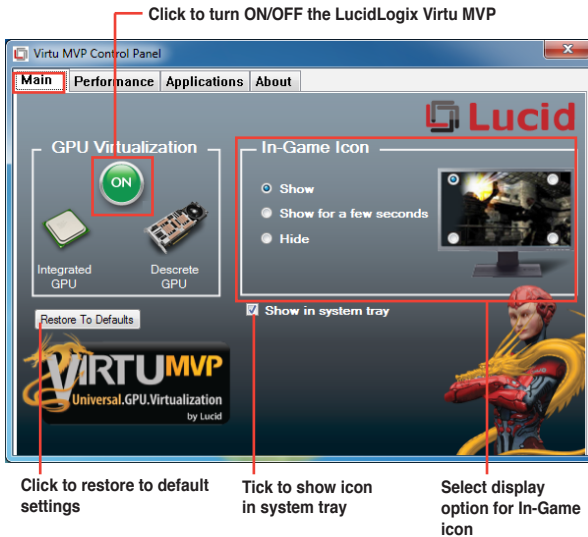 Click to turn ON/OFF the LucidLogix Virtu MVP
Virtu MVP Control Panel
Main Performance Applications About
Lucid
GPU Virtualization
ON
Integrated
GPU
Descrete
GPU
In-Game Icon
Show
Show for a few seconds
Hide
Restore To Defaults
Show in system tray
VIRTUMVP
Universal.GPU.Virtualization
by Lucid
Click to restore to default
settings
Tick to show icon
in system tray
Select display
option for In-Game
icon